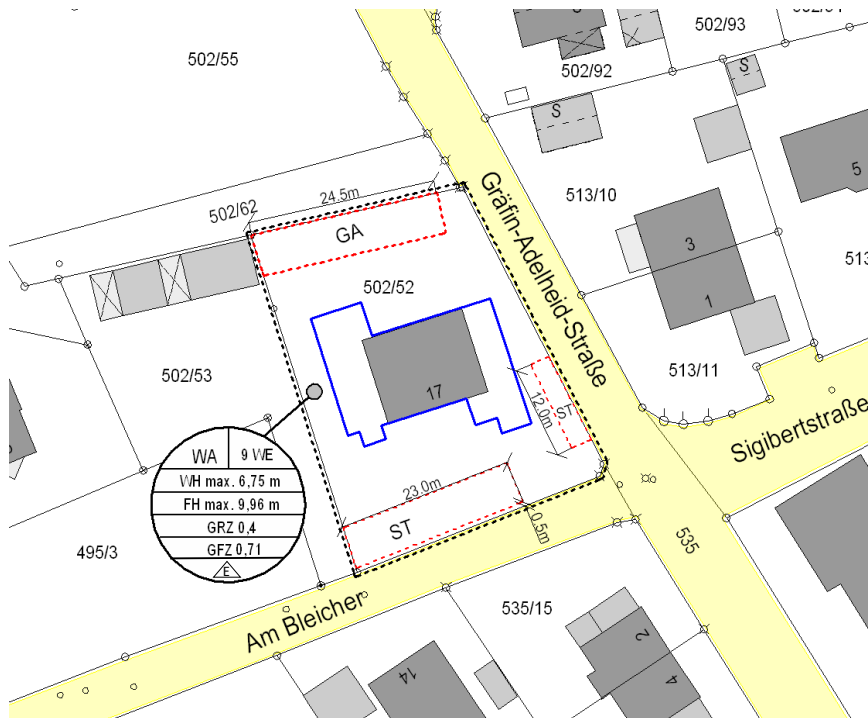 502/55
502/93
502/92
S
S
502/62
24.5m
GA
Gräfin-Adelheid-Straße
513/10
5
3
1
513
502/52
502/53
17
12.0m
ST
513/11
Sigibertstraße
WA
9 WE
WH max. 6,75 m
FH max. 9,96 m
GRZ 0,4
GFZ 0,71
E
23.0m
ST
0.5m
495/3
535
Am Bleicher
535/15
2
4
14